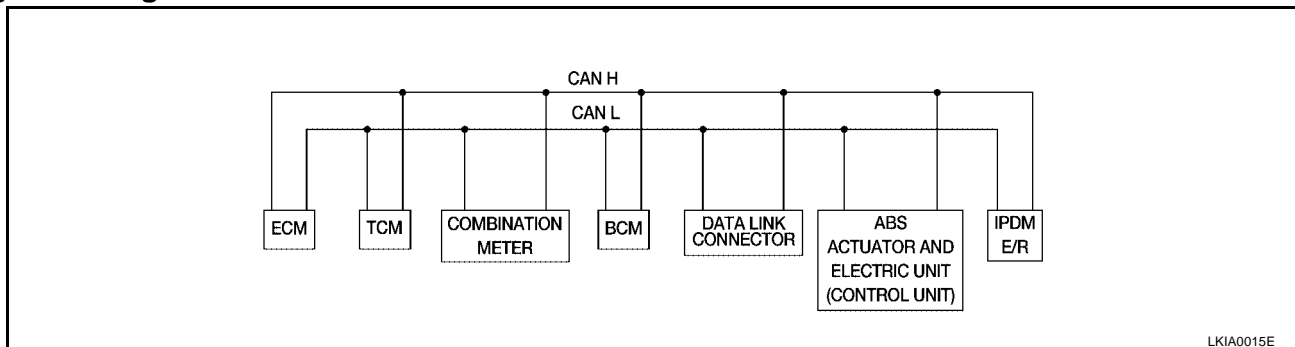 CAN H
CAN L
ECM
TCM
COMBINATION
METER
BCM
DATA LINK
CONNECTOR
ABS
ACTUATOR AND
ELECTRIC UNIT
(CONTROL UNIT)
IPDM
E/R
LKIA0015E